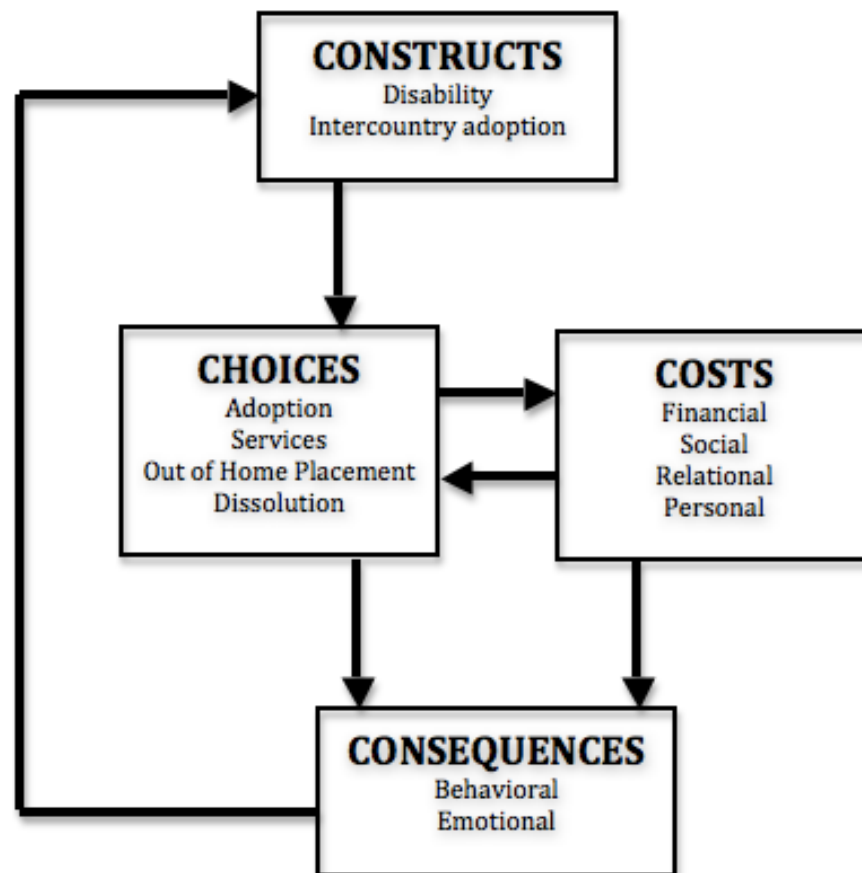 CONSTRUCTS
Disability
Intercountry adoption
CHOICES
Adoption
Services
Out of Home Placement
Dissolution
COSTS
Financial
Social
Relational
Personal
CONSEQUENCES
Behavioral
Emotional